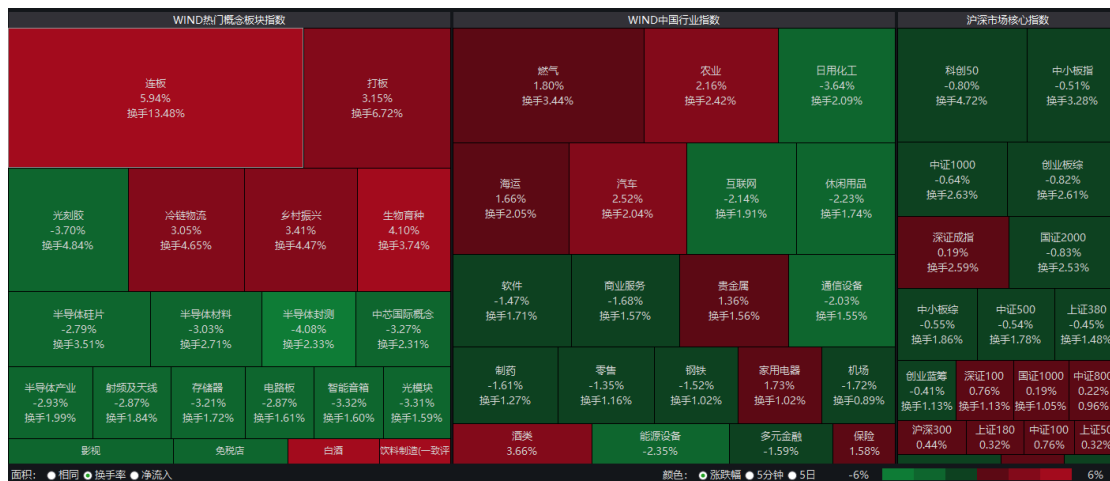 WIND热门概念板块指数
连板
5.94%
换手13.48%
打板
3.15%
换手6.72%
光刻胶
-3.70%
换手4.84%
冷链物流
3.05%
换手4.65%
乡村振兴
3.41%
换手4.47%
生物育种
4.10%
换手3.74%
半导体硅片
-2.79%
换手3.51%
半导体材料
-3.03%
换手2.71%
半导体封测
-4.08%
换手2.33%
中芯国际概念
-3.27%
换手2.31%
半导体产业
-2.93%
换手1.99%
射频及天线
-2.87%
换手1.84%
存储器
-3.21%
换手1.72%
电路板
-2.87%
换手1.61%
智能音箱
-3.32%
换手1.60%
光模块
-3.31%
换手1.59%
影视
免税店
白酒
饮料制造(一致评
WIND中国行业指数
燃气
1.80%
换手3.44%
农业
2.16%
换手2.42%
日用化工
-3.64%
换手2.09%
海运
1.66%
换手2.05%
汽车
2.52%
换手2.04%
互联网
-2.14%
换手1.91%
休闲用品
-2.23%
换手1.74%
软件
-1.47%
换手1.71%
商业服务
-1.68%
换手1.57%
贵金属
1.36%
换手1.56%
通信设备
-2.03%
换手1.55%
制药
-1.61%
换手1.27%
零售
-1.35%
换手1.16%
钢铁
-1.52%
换手1.02%
家用电器
1.73%
换手1.02%
机场
-1.72%
换手0.89%
酒类
3.66%
能源设备
-2.35%
多元金融
-1.59%
保险
1.58%
沪深市场核心指数
科创50
-0.80%
换手4.72%
中小板指
-0.51%
换手3.28%
中证1000
-0.64%
换手2.63%
创业板综
-0.82%
换手2.61%
深证成指
0.19%
换手2.59%
国证2000
-0.83%
换手2.53%
中小板综
-0.55%
换手1.86%
中证500
-0.54%
换手1.78%
上证380
-0.45%
换手1.48%
创业蓝筹
-0.41%
换手1.13%
深证100
0.76%
换手1.13%
国证1000
0.19%
换手1.05%
中证800
0.22%
0.96%
沪深300
0.44%
上证180
0.32%
中证100
0.76%
上证50
0.32%
面积: 相同 换手率 净流入
颜色: 涨跌幅 5分钟 5日 -6% 6%